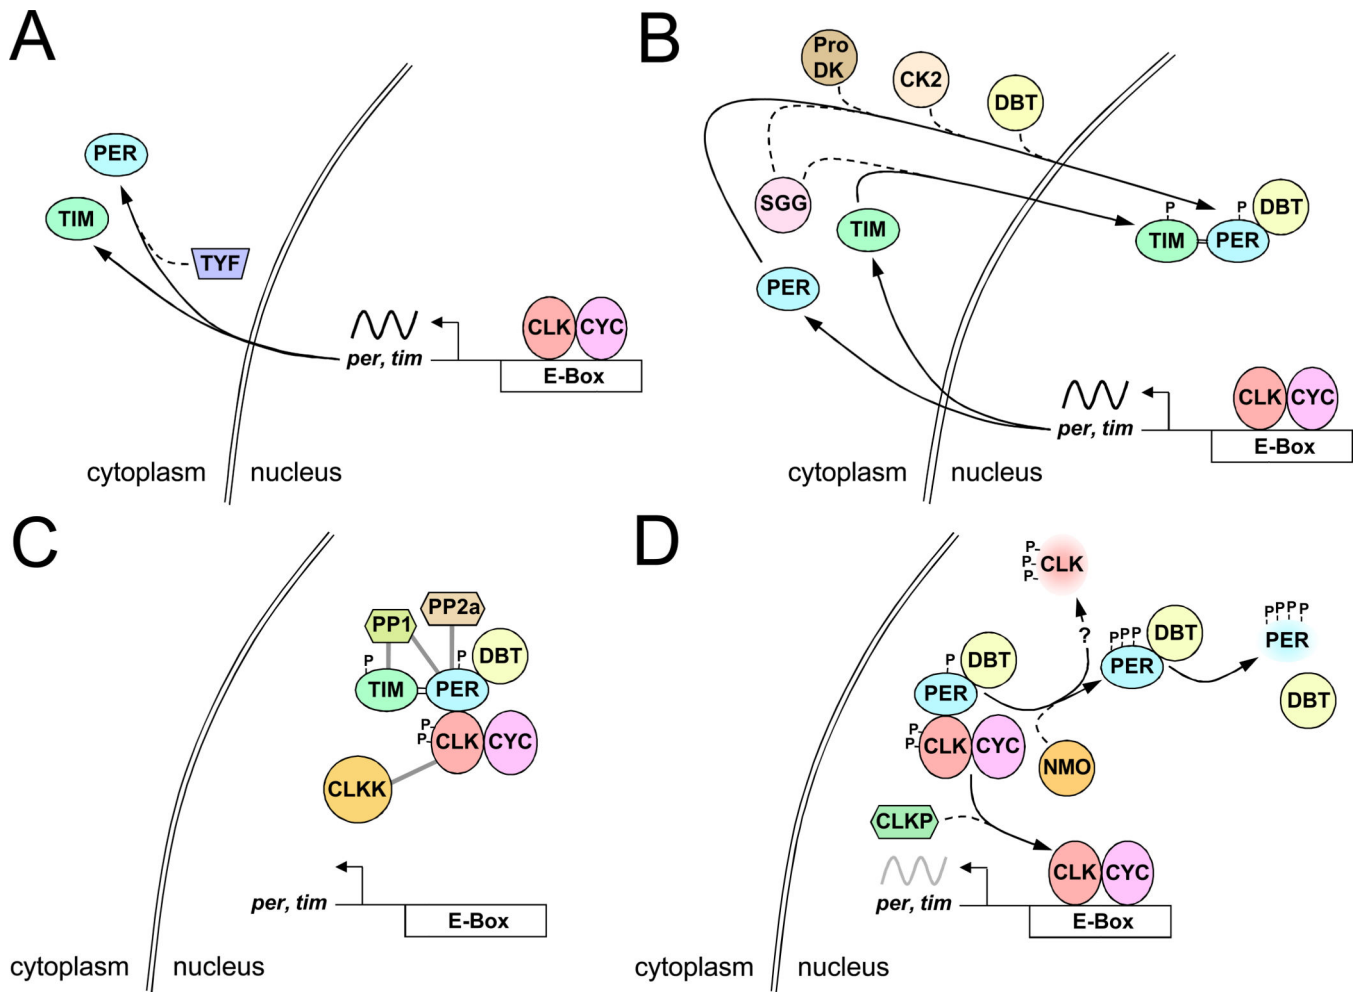 A
PER
TIM
TYF
per, tim
CLK CYC
E-Box
cytoplasm nucleus
B
Pro
DK
CK2
DBT
SGG
TIM
PER
P
P
DBT
TIM
PER
per, tim
CLK CYC
E-Box
cytoplasm nucleus
C
PP2a
PP1
P
P
DBT
TIM
PER
P-
P-
CLK CYC
CLKK
per, tim
E-Box
cytoplasm nucleus
D
P-
P-
P-
CLK
?
P
DBT
PER
P-
P-
CLK CYC
PPP
DBT
PER
PPPP
PER
DBT
NMO
CLKP
per, tim
CLK CYC
E-Box
cytoplasm nucleus